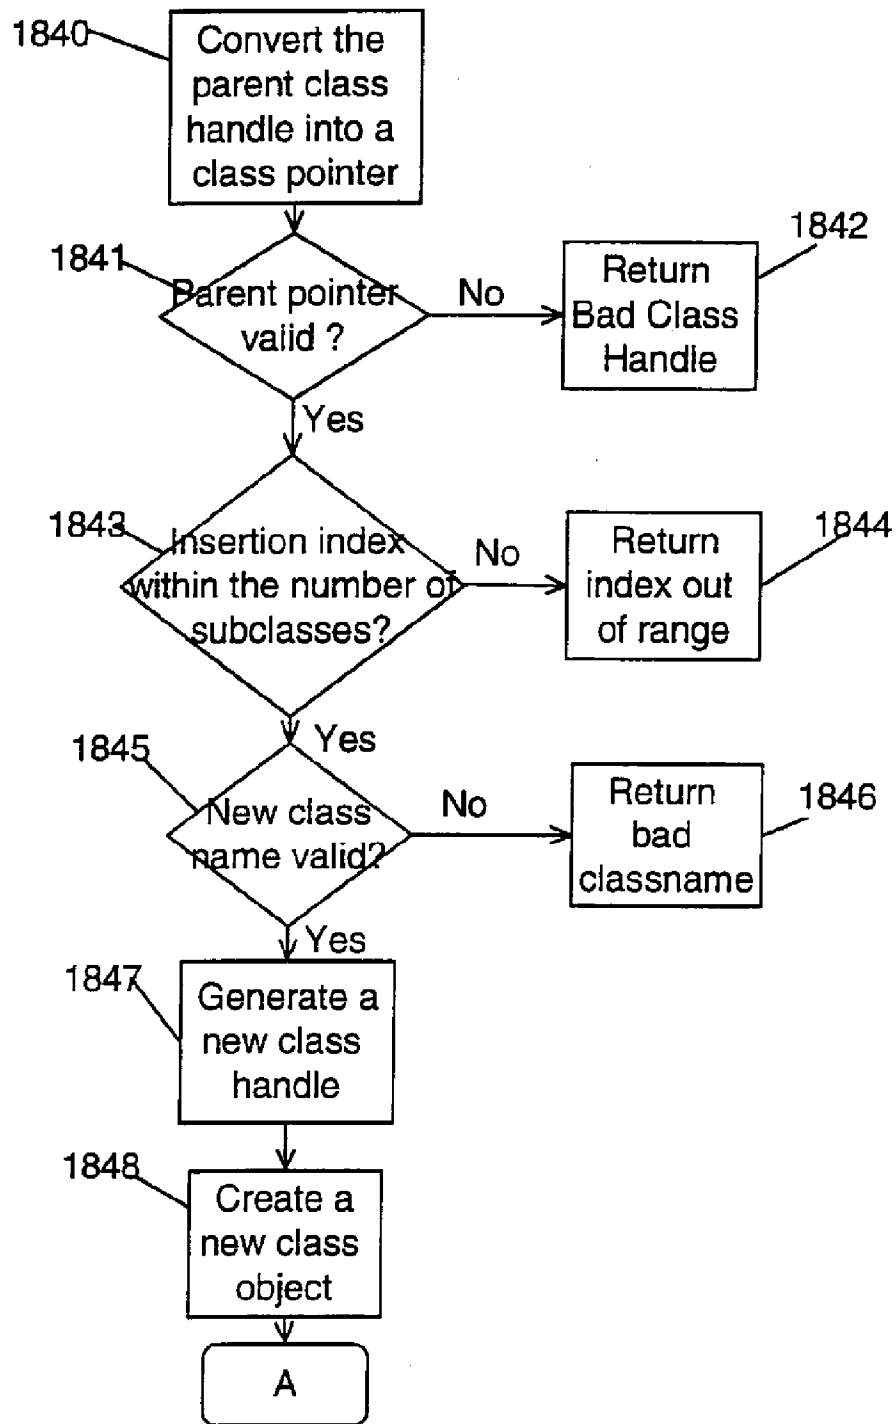 1840
Convert the
parent class
handle into a
class pointer
1841
Parent pointer
valid ?
No
1842
Return
Bad Class
Handle
Yes
1843
Insertion index
within the number of
subclasses?
No
1844
Return
index out
of range
Yes
1845
New class
name valid?
No
1846
Return
bad
classname
Yes
1847
Generate a
new class
handle
1848
Create a
new class
object
A